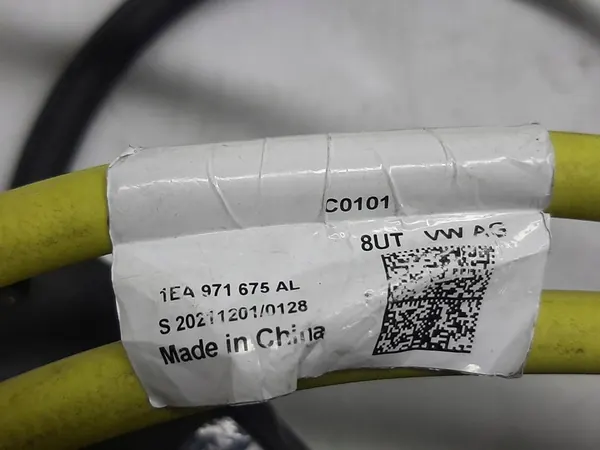 C0101
8UT VW AG
1EA 971 675 AL
S 20211201/0128
Made in China